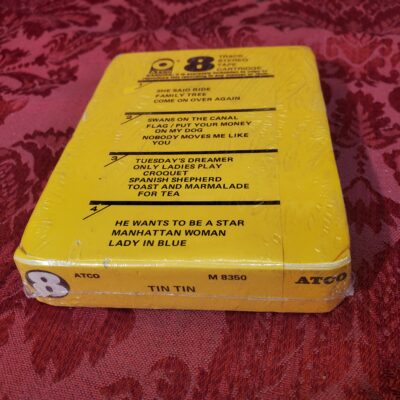 8
TRACK
STEREO
TAPE
CARTRIDGE
1
SHE SAID RIDE
FAMILY TREE
COME ON OVER AGAIN
2
SWANS ON THE CANAL
FLAG / PUT YOUR MONEY
ON MY DOG
NOBODY MOVES ME LIKE
YOU
3
TUESDAY'S DREAMER
ONLY LADIES PLAY
CROQUET
SPANISH SHEPHERD
TOAST AND MARMALADE
FOR TEA
4
HE WANTS TO BE A STAR
MANHATTAN WOMAN
LADY IN BLUE
8 ATCO M 8350 ATCO
TIN TIN